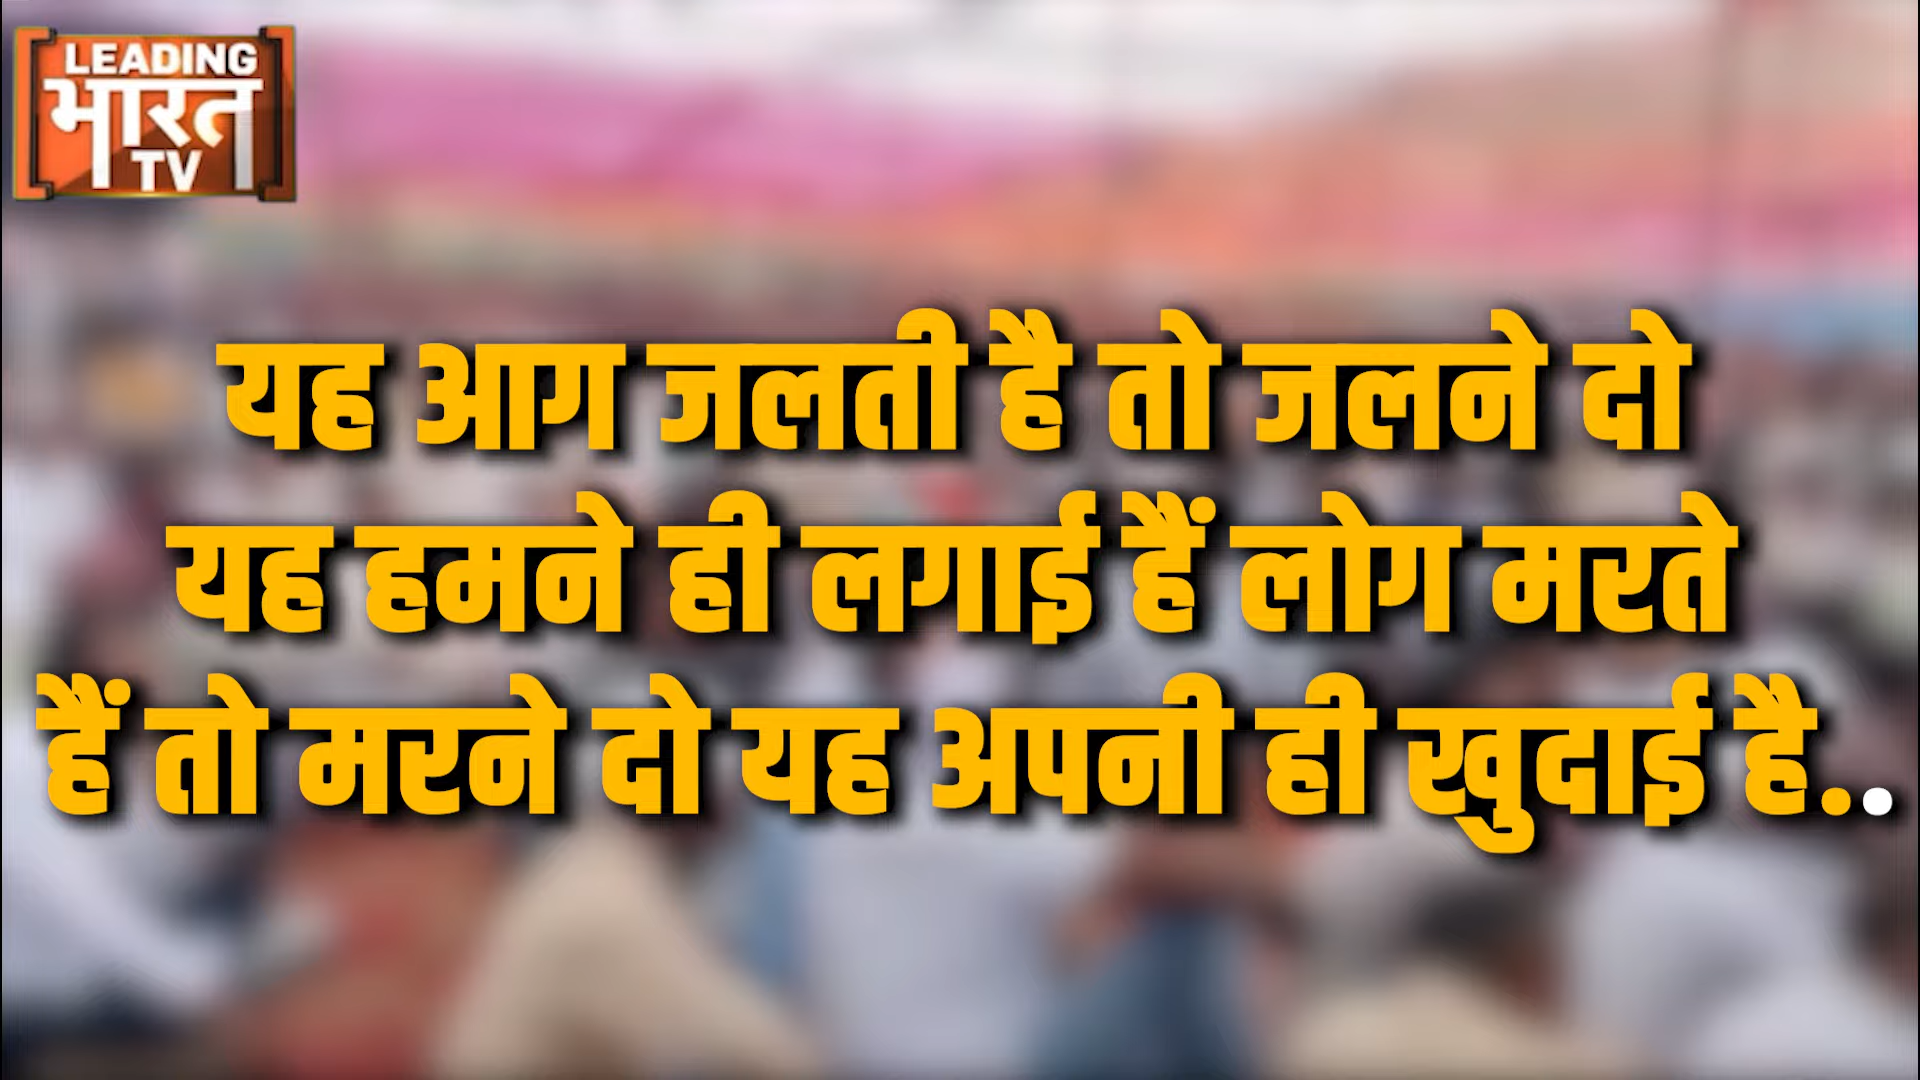 LEADING
भारत
TV
यह आग जलती है तो जलने दो
यह हमने ही लगाई हैं लोग मरते
हैं तो मरने दो यह अपनी ही खुदाई है..